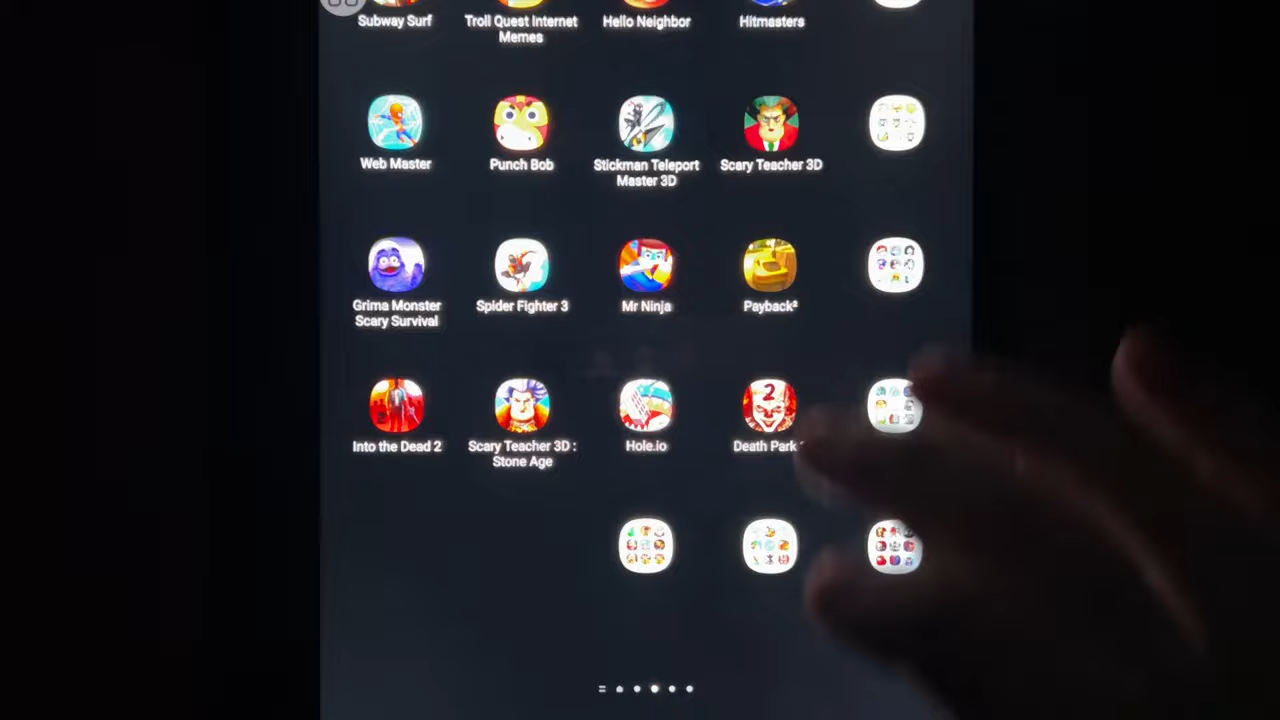 Subway Surf
Troll Quest Internet
Memes
Hello Neighbor
Hitmasters
Web Master
Punch Bob
Stickman Teleport
Master 3D
Scary Teacher 3D
Grima Monster
Scary Survival
Spider Fighter 3
Mr Ninja
Payback²
Into the Dead 2
Scary Teacher 3D :
Stone Age
Hole.io
2
Death Park